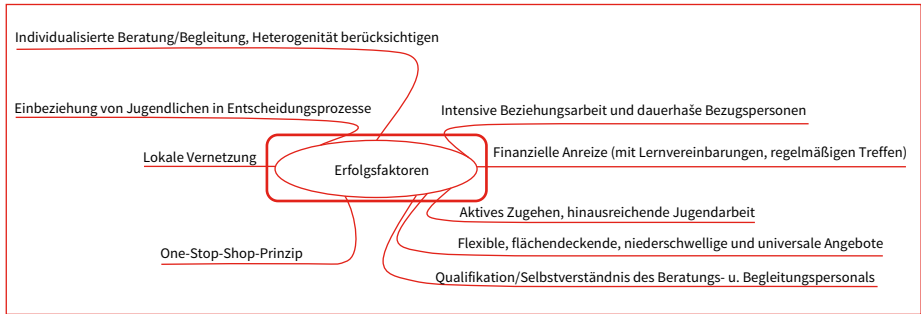 Individualisierte Beratung/Begleitung, Heterogenität berücksichtigen
Einbeziehung von Jugendlichen in Entscheidungsprozesse
Intensive Beziehungsarbeit und dauerhaše Bezugspersonen
Lokale Vernetzung
Finanzielle Anreize (mit Lernvereinbarungen, regelmäßigen Treffen)
Erfolgsfaktoren
Aktives Zugehen, hinausreichende Jugendarbeit
Flexible, flächendeckende, niederschwellige und universale Angebote
One-Stop-Shop-Prinzip
Qualifikation/Selbstverständnis des Beratungs- u. Begleitungspersonals